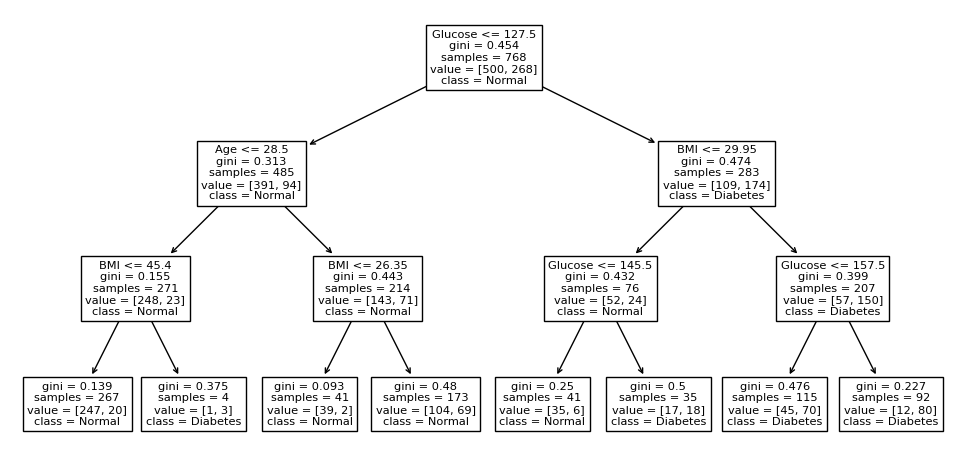 Glucose <= 127.5
gini = 0.454
samples = 768
value = [500, 268]
class = Normal
Age <= 28.5
gini = 0.313
samples = 485
value = [391, 94]
class = Normal
BMI <= 29.95
gini = 0.474
samples = 283
value = [109, 174]
class = Diabetes
BMI <= 45.4
gini = 0.155
samples = 271
value = [248, 23]
class = Normal
BMI <= 26.35
gini = 0.443
samples = 214
value = [143, 71]
class = Normal
Glucose <= 145.5
gini = 0.432
samples = 76
value = [52, 24]
class = Normal
Glucose <= 157.5
gini = 0.399
samples = 207
value = [57, 150]
class = Diabetes
gini = 0.139
samples = 267
value = [247, 20]
class = Normal
gini = 0.375
samples = 4
value = [1, 3]
class = Diabetes
gini = 0.093
samples = 41
value = [39, 2]
class = Normal
gini = 0.48
samples = 173
value = [104, 69]
class = Normal
gini = 0.25
samples = 41
value = [35, 6]
class = Normal
gini = 0.5
samples = 35
value = [17, 18]
class = Diabetes
gini = 0.476
samples = 115
value = [45, 70]
class = Diabetes
gini = 0.227
samples = 92
value = [12, 80]
class = Diabetes